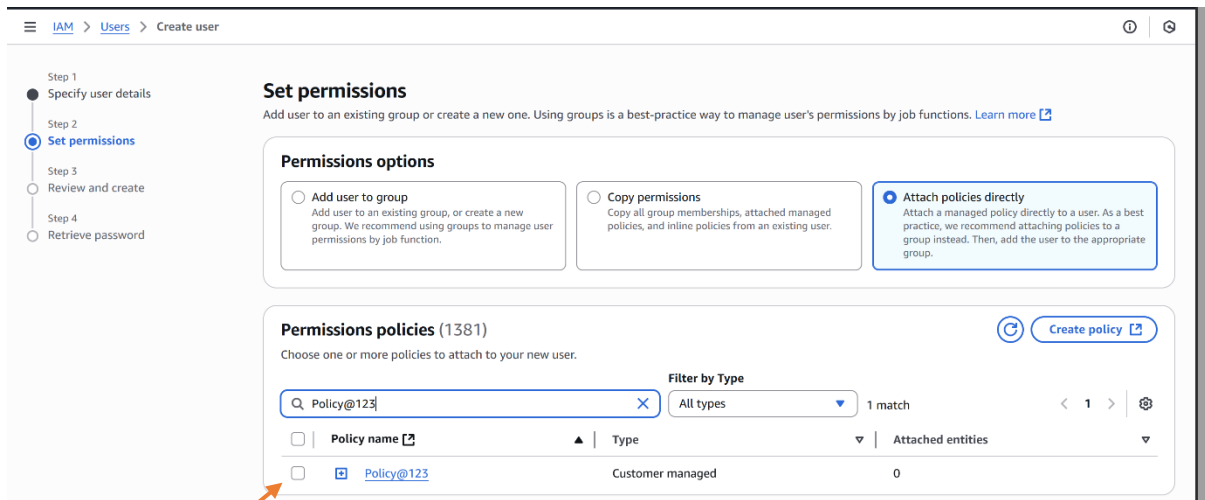 IAM > Users > Create user
Step 1
Specify user details
Step 2
Set permissions
Step 3
Review and create
Step 4
Retrieve password
Set permissions
Add user to an existing group or create a new one. Using groups is a best-practice way to manage user's permissions by job functions. Learn more
Permissions options
Add user to group
Add user to an existing group, or create a new
group. We recommend using groups to manage user
permissions by job function.
Copy permissions
Copy all group memberships, attached managed
policies, and inline policies from an existing user.
Attach policies directly
Attach a managed policy directly to a user. As a best
practice, we recommend attaching policies to a
group instead. Then, add the user to the appropriate
group.
Permissions policies (1381)
Create policy
Choose one or more policies to attach to your new user.
Filter by Type
Policy@123
All types
1 match
1
Policy name
Type
Attached entities
Policy@123
Customer managed
0